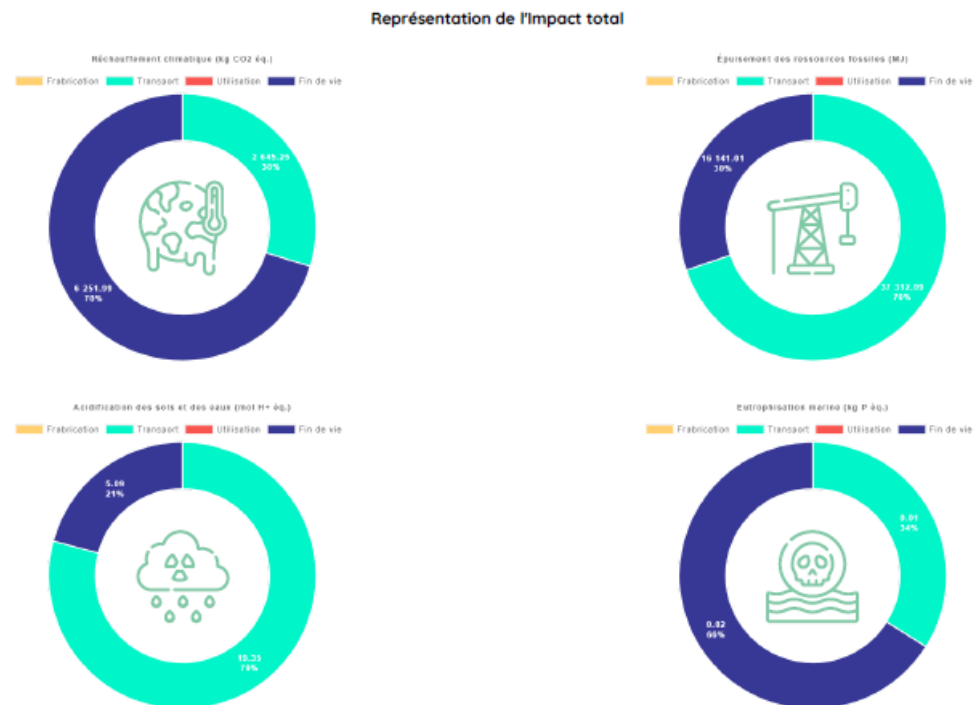 Représentation de l'Impact total
Réchauffement climatique (kg CO2 éq.)
Frabrication Transport Utilisation Fin de vie
2 645.29
30%
6 251.99
70%
Épuisement des ressources fossiles (MJ)
Frabrication Transport Utilisation Fin de vie
16 141.01
30%
37 312.09
70%
Acidification des sols et des eaux (mol H+ éq.)
Frabrication Transport Utilisation Fin de vie
5.09
21%
19.35
79%
Eutrophisation marine (kg P éq.)
Frabrication Transport Utilisation Fin de vie
0.01
34%
0.02
66%